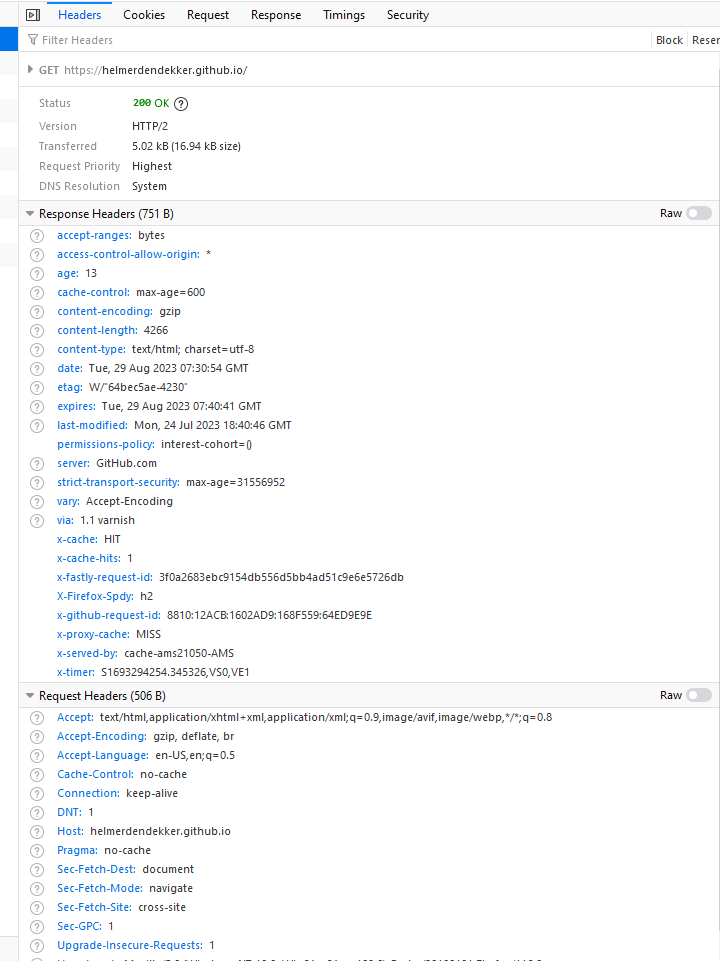 Headers Cookies Request Response Timings Security
Filter Headers Block Reser
GET https://helmerdendekker.github.io/
Status 200 OK ?
Version HTTP/2
Transferred 5.02 kB (16.94 kB size)
Request Priority Highest
DNS Resolution System
Response Headers (751 B) Raw
? accept-ranges: bytes
? access-control-allow-origin: *
? age: 13
? cache-control: max-age=600
? content-encoding: gzip
? content-length: 4266
? content-type: text/html; charset=utf-8
? date: Tue, 29 Aug 2023 07:30:54 GMT
? etag: W/"64bec5ae-4230"
? expires: Tue, 29 Aug 2023 07:40:41 GMT
? last-modified: Mon, 24 Jul 2023 18:40:46 GMT
permissions-policy: interest-cohort=()
? server: GitHub.com
? strict-transport-security: max-age=31556952
? vary: Accept-Encoding
? via: 1.1 varnish
x-cache: HIT
x-cache-hits: 1
x-fastly-request-id: 3f0a2683ebc9154db556d5bb4ad51c9e6e5726db
X-Firefox-Spdy: h2
x-github-request-id: 8810:12ACB:1602AD9:168F559:64ED9E9E
x-proxy-cache: MISS
x-served-by: cache-ams21050-AMS
x-timer: S1693294254.345326,VS0,VE1
Request Headers (506 B) Raw
? Accept: text/html,application/xhtml+xml,application/xml;q=0.9,image/avif,image/webp,*/*;q=0.8
? Accept-Encoding: gzip, deflate, br
? Accept-Language: en-US,en;q=0.5
? Cache-Control: no-cache
? Connection: keep-alive
? DNT: 1
? Host: helmerdendekker.github.io
? Pragma: no-cache
? Sec-Fetch-Dest: document
? Sec-Fetch-Mode: navigate
? Sec-Fetch-Site: cross-site
? Sec-GPC: 1
? Upgrade-Insecure-Requests: 1